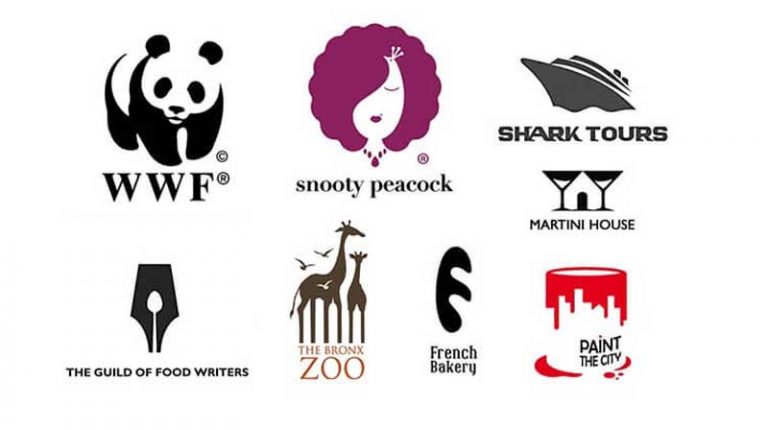 ©
WWF®
®
snooty peacock
SHARK TOURS
MARTINI HOUSE
THE GUILD OF FOOD WRITERS
THE BRONX
ZOO
French
Bakery
PAiNT
THE CITY